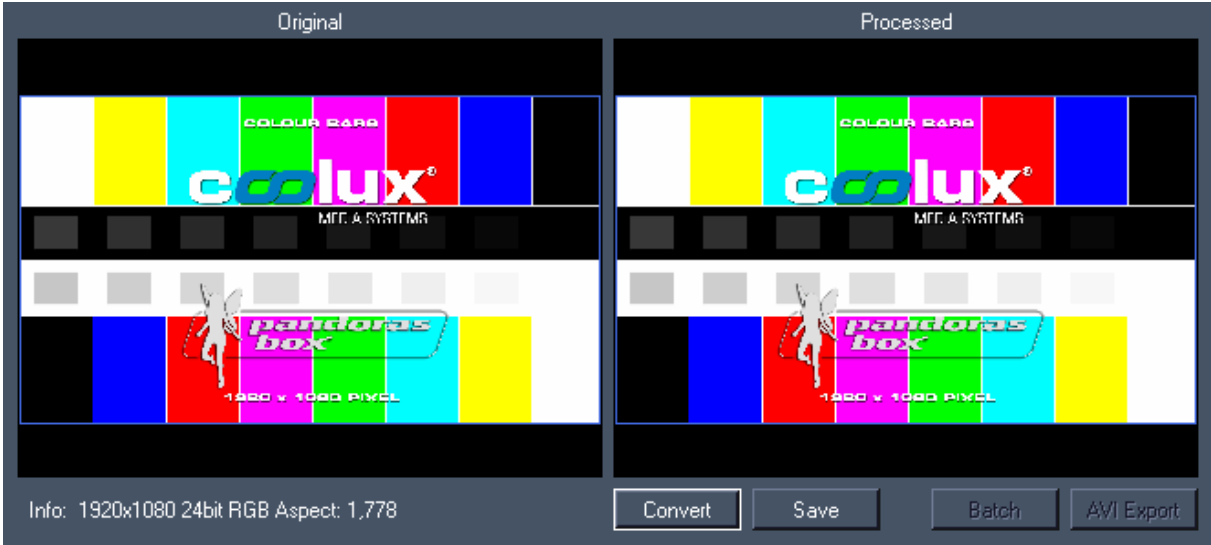 Original
Processed
COLOUR BARS
coolux®
MEDIA SYSTEMS
pandoras
box
1920 x 1080 PIXEL
COLOUR BARS
coolux®
MEDIA SYSTEMS
pandoras
box
1920 x 1080 PIXEL
Info: 1920x1080 24bit RGB Aspect: 1,778
Convert
Save
Batch
AVI Export